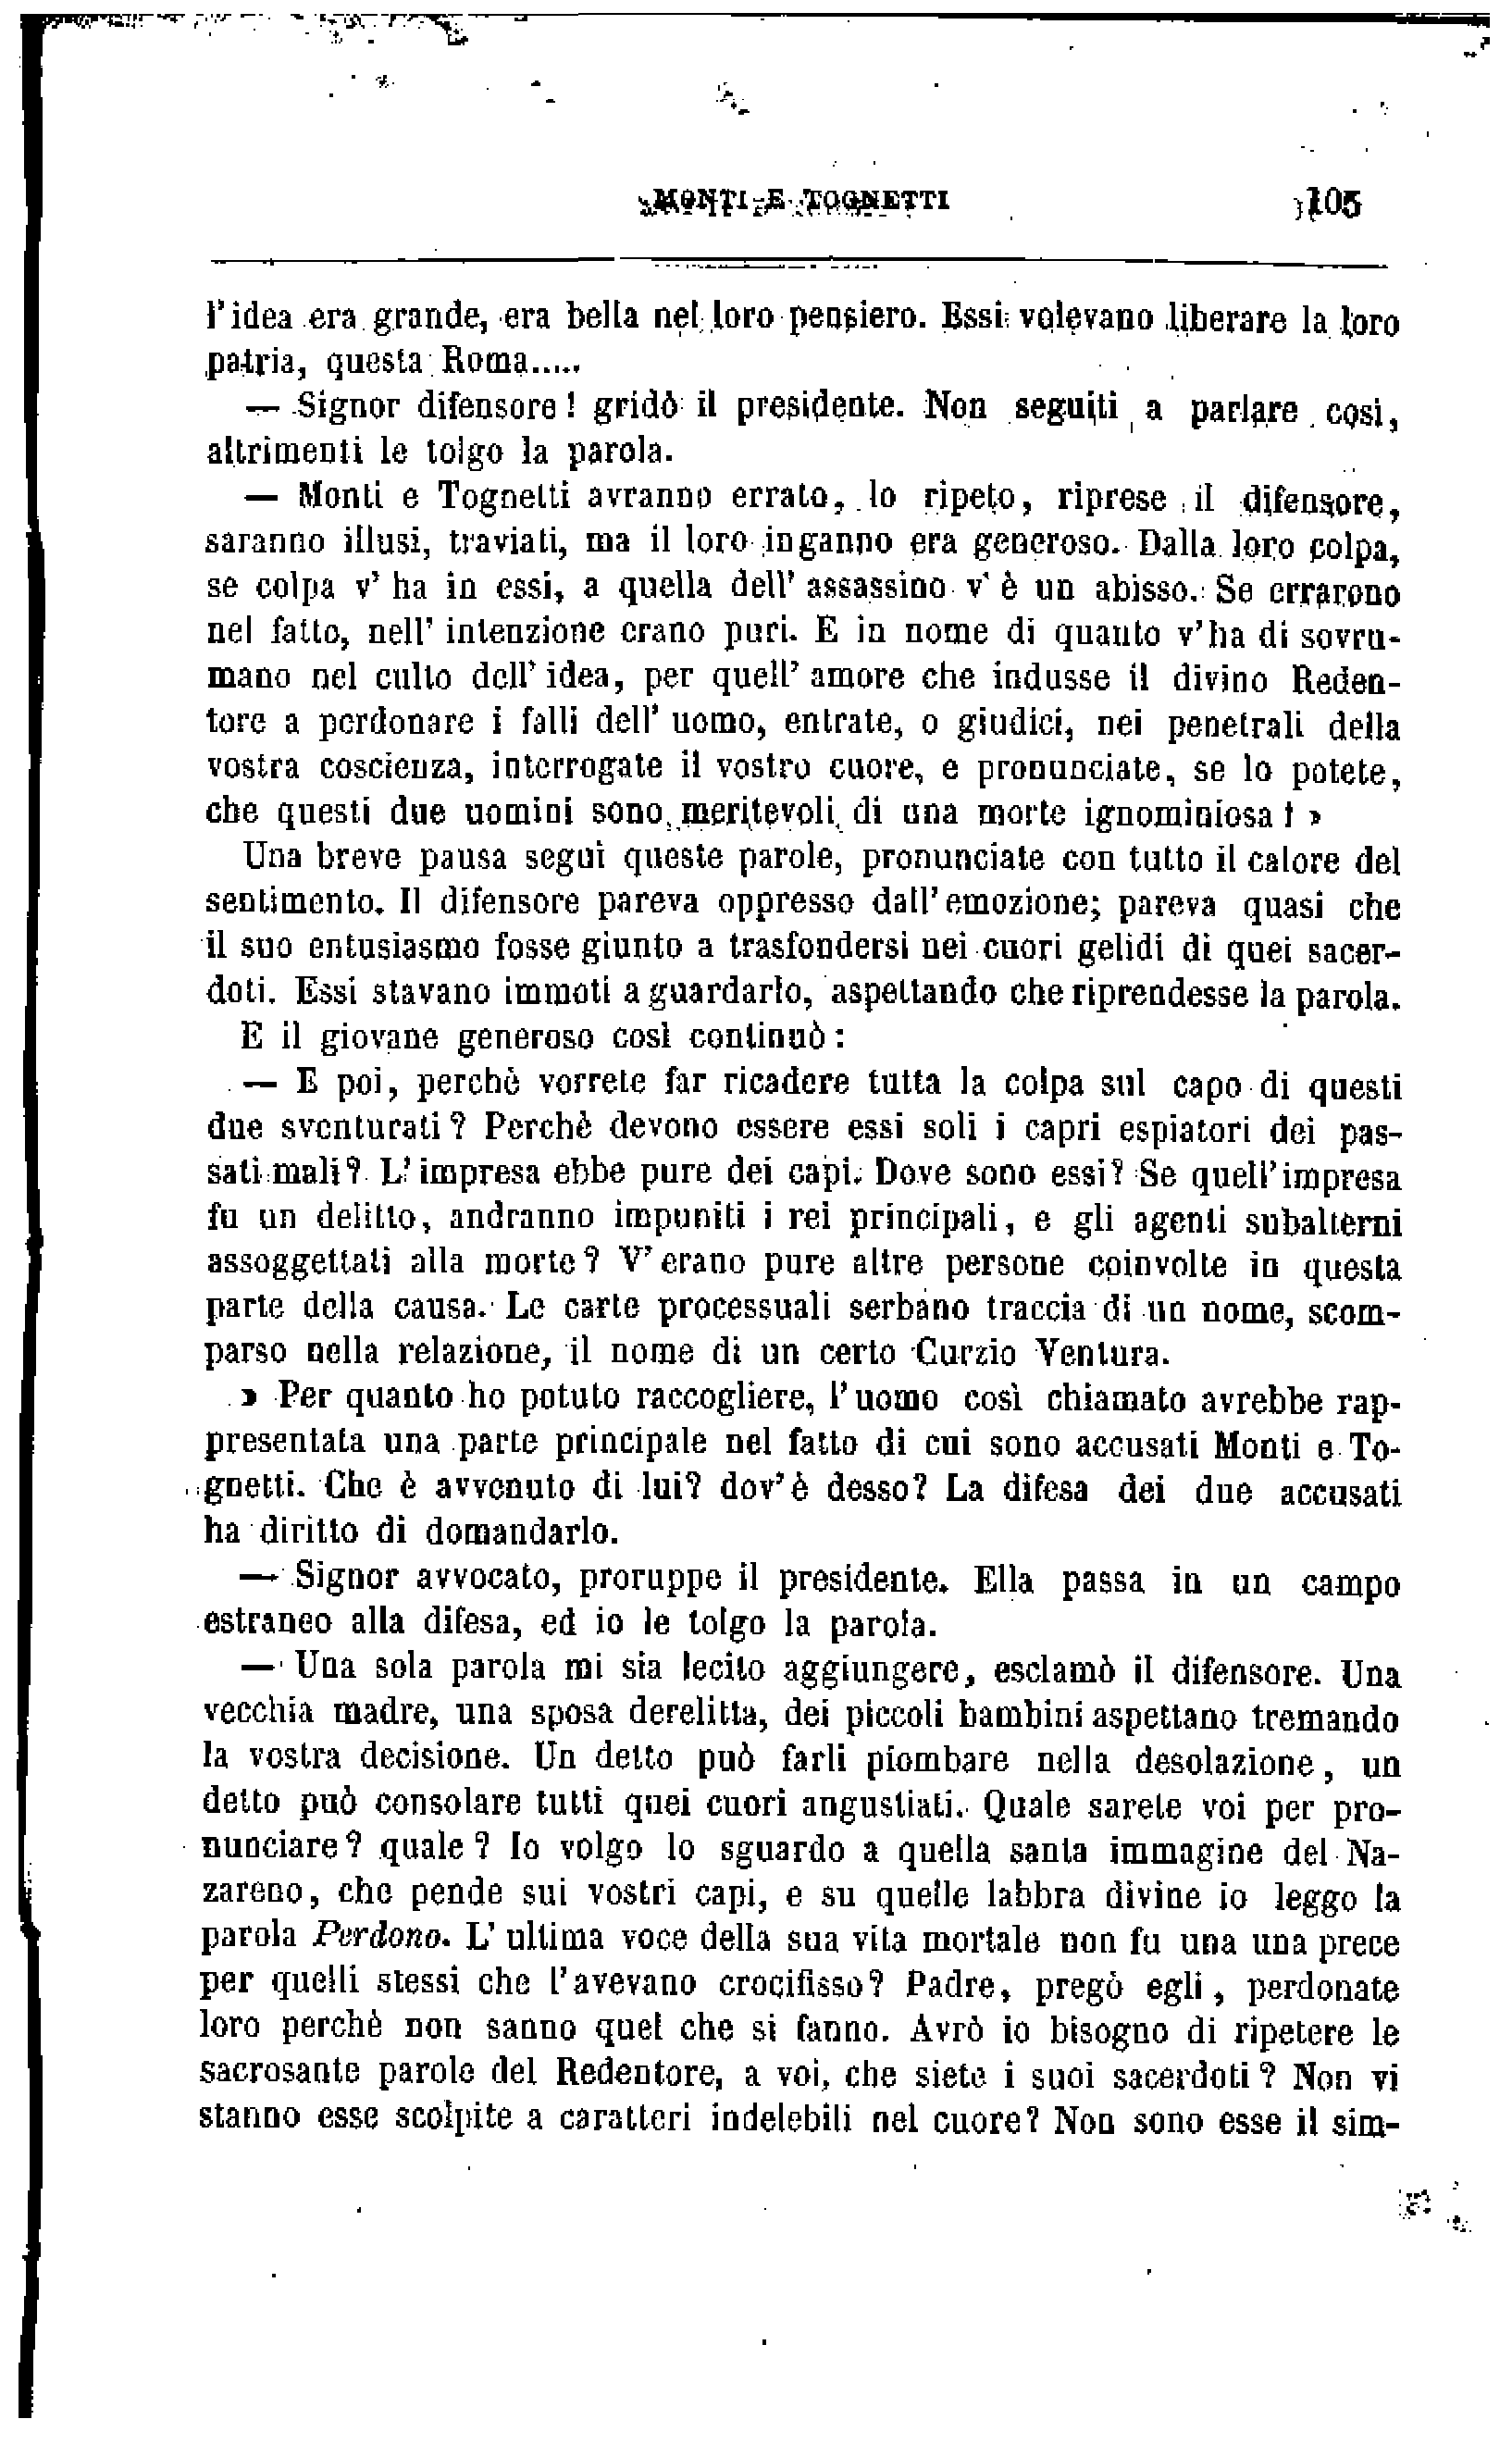 MONTI E TOGNETTI 105
l'idea era grande, era bella nel loro pensiero. Essi volevano liberare la loro
patria, questa Roma.....
— Signor difensore! gridò il presidente. Non seguiti a parlare così,
altrimenti le tolgo la parola.
— Monti e Tognetti avranno errato, lo ripeto, riprese il difensore,
saranno illusi, traviati, ma il loro inganno era generoso. Dalla loro colpa,
se colpa v' ha in essi, a quella dell' assassino v' è un abisso. Se errarono
nel fatto, nell' intenzione erano puri. E in nome di quanto v'ha di sovru-
mano nel culto dell' idea, per quell' amore che indusse il divino Reden-
tore a perdonare i falli dell' uomo, entrate, o giudici, nei penetrali della
vostra coscienza, interrogate il vostro cuore, e pronunciate, se lo potete,
che questi due uomini sono meritevoli di una morte ignominiosa! »
Una breve pausa seguì queste parole, pronunciate con tutto il calore del
sentimento. Il difensore pareva oppresso dall' emozione; pareva quasi che
il suo entusiasmo fosse giunto a trasfondersi nei cuori gelidi di quei sacer-
doti. Essi stavano immoti a guardarlo, aspettando che riprendesse la parola.
E il giovane generoso così continuò:
— E poi, perchè vorrete far ricadere tutta la colpa sul capo di questi
due sventurati? Perchè devono essere essi soli i capri espiatori dei pas-
sati mali? L' impresa ebbe pure dei capi. Dove sono essi? Se quell' impresa
fu un delitto, andranno impuniti i rei principali, e gli agenti subalterni
assoggettati alla morte? V' erano pure altre persone coinvolte in questa
parte della causa. Le carte processuali serbano traccia di un nome, scom-
parso nella relazione, il nome di un certo Curzio Ventura.
» Per quanto ho potuto raccogliere, l' uomo così chiamato avrebbe rap-
presentata una parte principale nel fatto di cui sono accusati Monti e To-
gnetti. Che è avvenuto di lui? dov' è desso? La difesa dei due accusati
ha diritto di domandarlo.
— Signor avvocato, proruppe il presidente. Ella passa in un campo
estraneo alla difesa, ed io le tolgo la parola.
— Una sola parola mi sia lecito aggiungere, esclamò il difensore. Una
vecchia madre, una sposa derelitta, dei piccoli bambini aspettano tremando
la vostra decisione. Un detto può farli piombare nella desolazione, un
detto può consolare tutti quei cuori angustiati. Quale sarete voi per pro-
nunciare? quale? Io volgo lo sguardo a quella santa immagine del Na-
zareno, che pende sui vostri capi, e su quelle labbra divine io leggo la
parola Perdono. L' ultima voce della sua vita mortale non fu una una prece
per quelli stessi che l'avevano crocifisso? Padre, pregò egli, perdonate
loro perchè non sanno quel che si fanno. Avrò io bisogno di ripetere le
sacrosante parole del Redentore, a voi, che siete i suoi sacerdoti? Non vi
stanno esse scolpite a caratteri indelebili nel cuore? Non sono esse il sim-